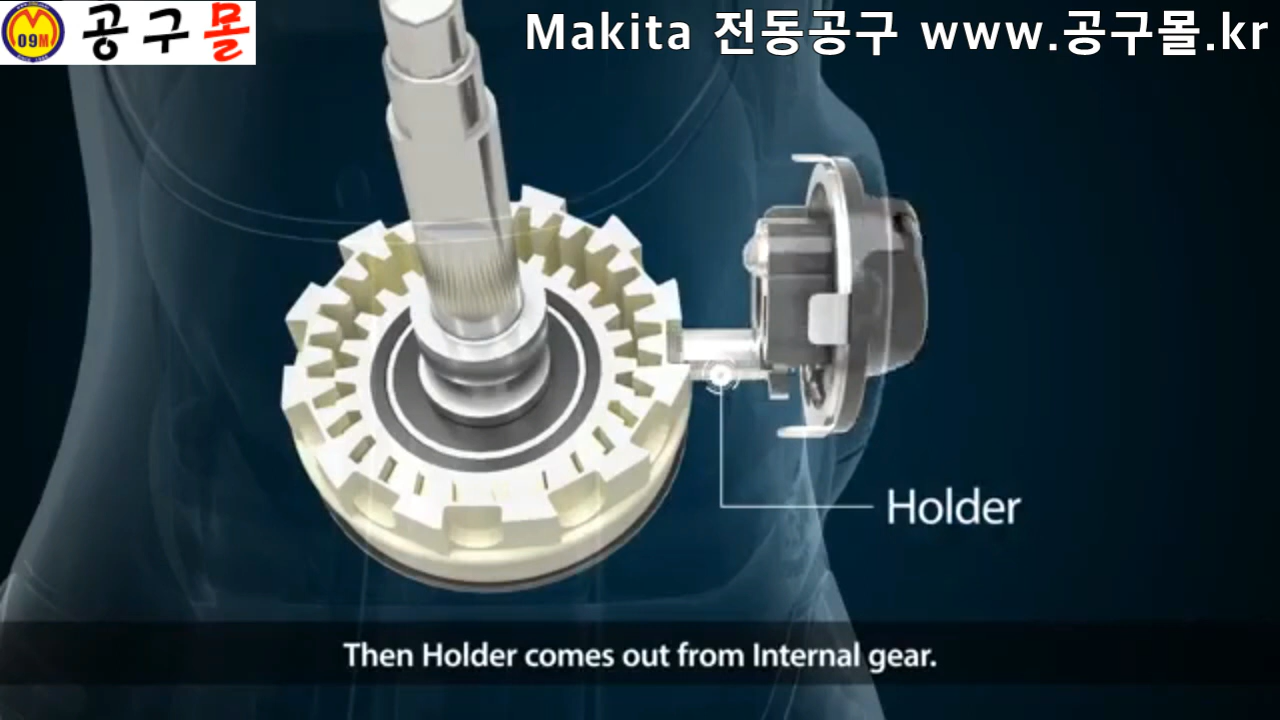 09M 공구몰
Makita 전동공구 www.공구몰.kr
Holder
Then Holder comes out from Internal gear.